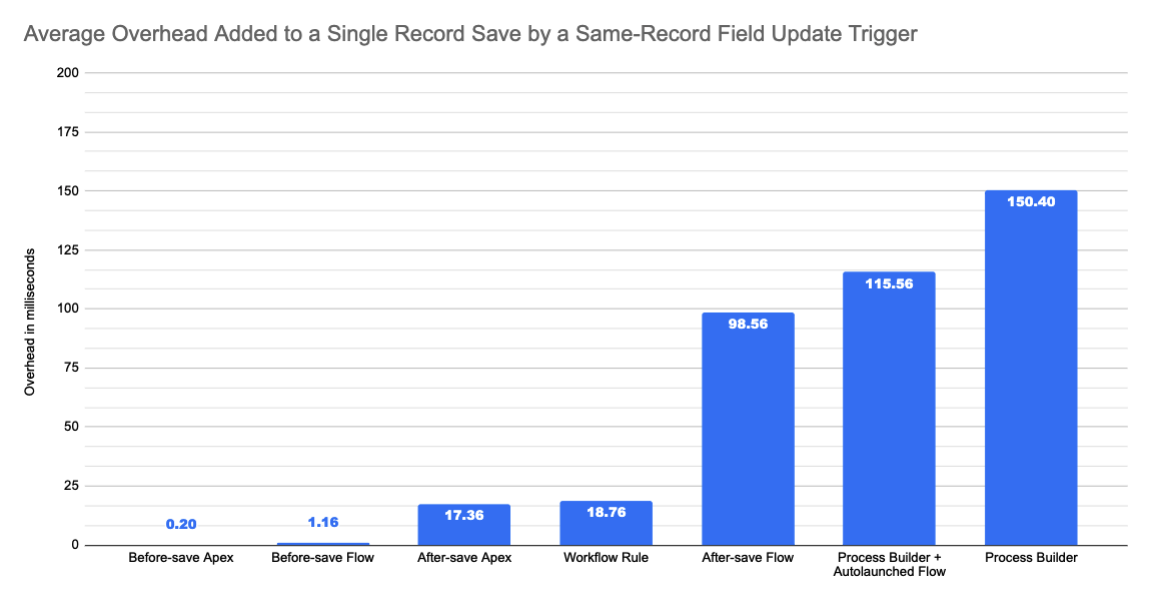 Average Overhead Added to a Single Record Save by a Same-Record Field Update Trigger
Overhead in milliseconds
200
175
150
125
100
75
50
25
0
0.20
1.16
17.36
18.76
98.56
115.56
150.40
Before-save Apex
Before-save Flow
After-save Apex
Workflow Rule
After-save Flow
Process Builder +
Autolaunched Flow
Process Builder